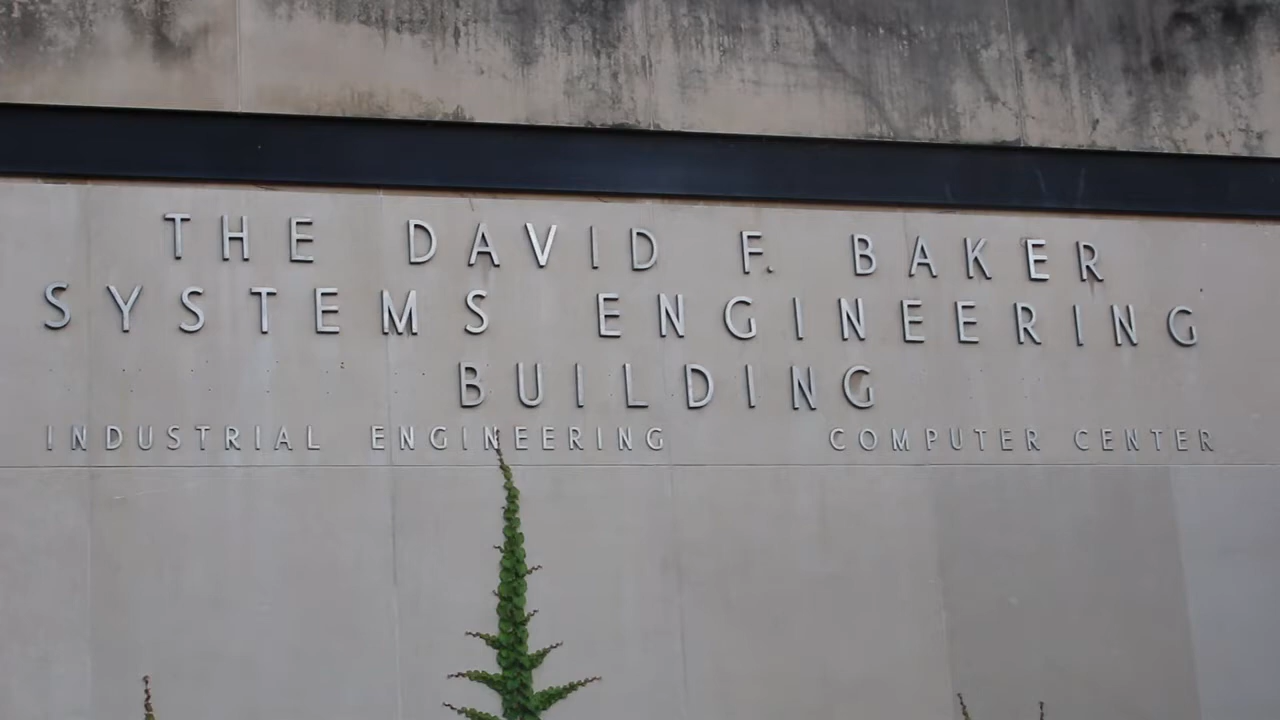 THE DAVID F. BAKER
SYSTEMS ENGINEERING
BUILDING
INDUSTRIAL ENGINEERING COMPUTER CENTER